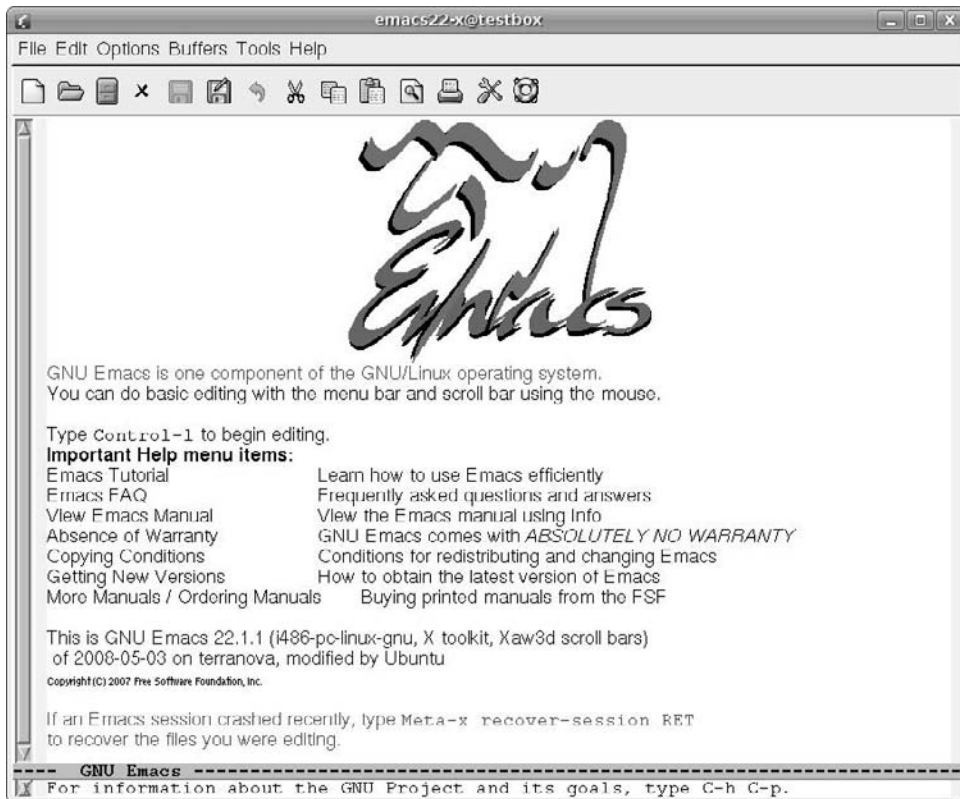 emacs22-x@testbox
File Edit Options Buffers Tools Help
Emacs
GNU Emacs is one component of the GNU/Linux operating system.
You can do basic editing with the menu bar and scroll bar using the mouse.
Type Control-l to begin editing.
Important Help menu items:
Emacs Tutorial Learn how to use Emacs efficiently
Emacs FAQ Frequently asked questions and answers
View Emacs Manual View the Emacs manual using Info
Absence of Warranty GNU Emacs comes with ABSOLUTELY NO WARRANTY
Copying Conditions Conditions for redistributing and changing Emacs
Getting New Versions How to obtain the latest version of Emacs
More Manuals / Ordering Manuals Buying printed manuals from the FSF
This is GNU Emacs 22.1.1 (i486-pc-linux-gnu, X toolkit, Xaw3d scroll bars)
of 2008-05-03 on terranova, modified by Ubuntu
Copyright (C) 2007 Free Software Foundation, Inc.
If an Emacs session crashed recently, type Meta-x recover-session RET
to recover the files you were editing.
---- GNU Emacs ----------------------------------------------------------------
For information about the GNU Project and its goals, type C-h C-p.